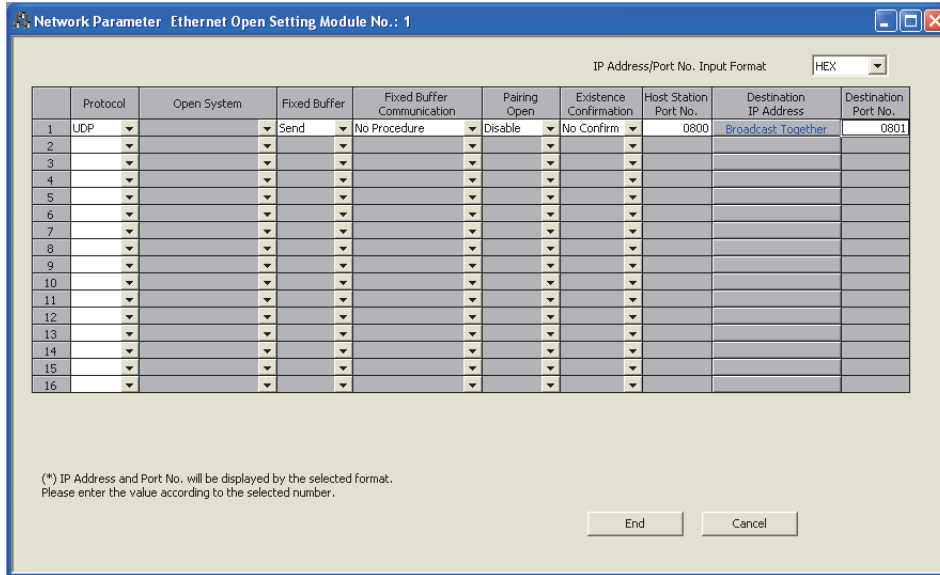 Network Parameter Ethernet Open Setting Module No.: 1
IP Address/Port No. Input Format HEX
Protocol Open System Fixed Buffer Fixed Buffer Communication Pairing Open Existence Confirmation Host Station Port No. Destination IP Address Destination Port No.
1 UDP Send No Procedure Disable No Confirm 0800 Broadcast Together 0801
2
3
4
5
6
7
8
9
10
11
12
13
14
15
16
(*) IP Address and Port No. will be displayed by the selected format.
Please enter the value according to the selected number.
End Cancel